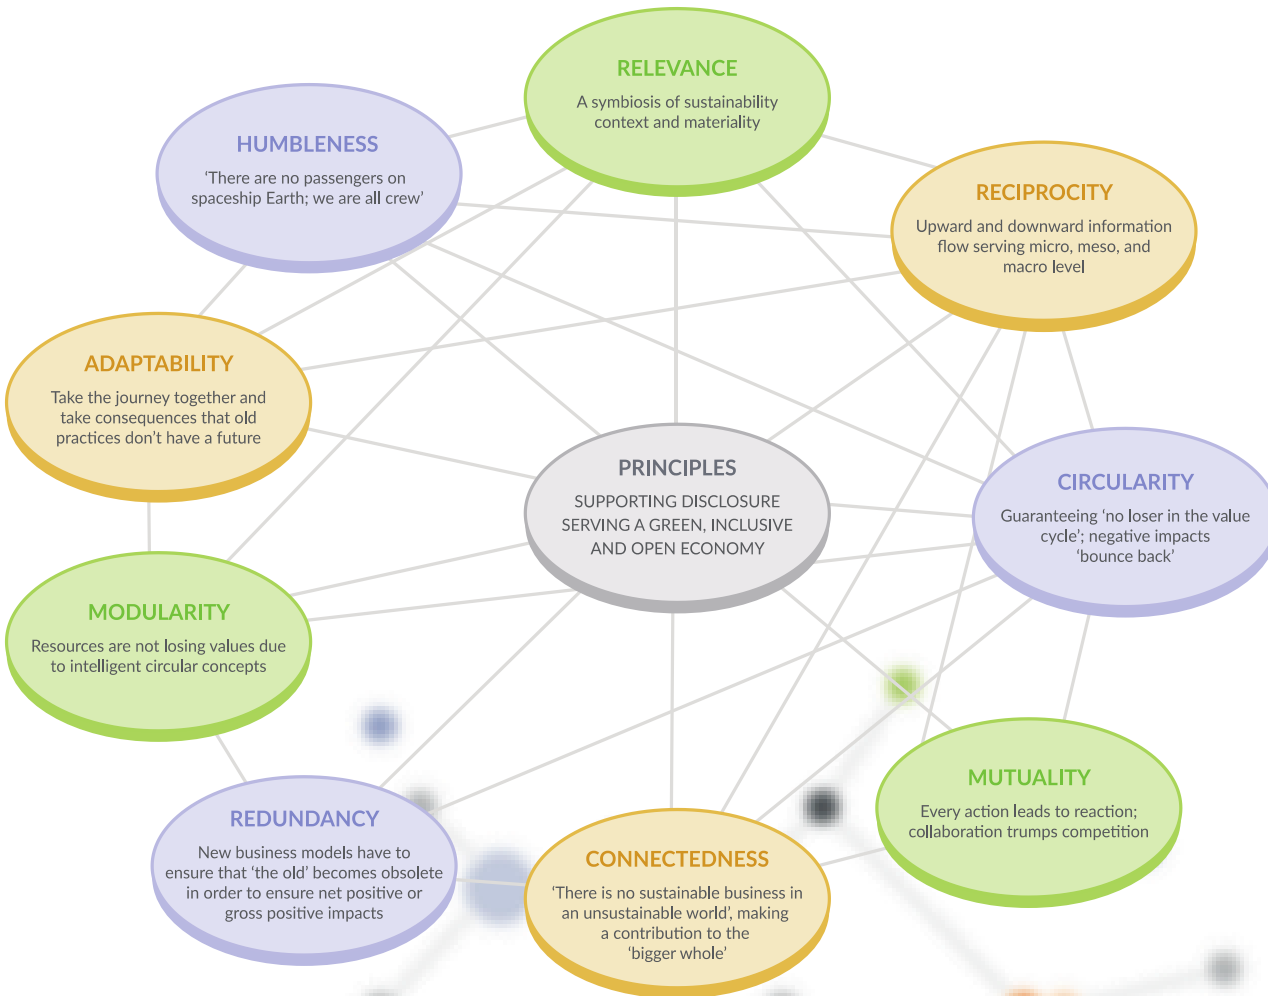 RELEVANCE
A symbiosis of sustainability
context and materiality
HUMBLENESS
‘There are no passengers on
spaceship Earth; we are all crew’
RECIPROCITY
Upward and downward information
flow serving micro, meso, and
macro level
ADAPTABILITY
Take the journey together and
take consequences that old
practices don’t have a future
PRINCIPLES
SUPPORTING DISCLOSURE
SERVING A GREEN, INCLUSIVE
AND OPEN ECONOMY
CIRCULARITY
Guaranteeing ‘no loser in the value
cycle’; negative impacts
‘bounce back’
MODULARITY
Resources are not losing values due
to intelligent circular concepts
MUTUALITY
Every action leads to reaction;
collaboration trumps competition
REDUNDANCY
New business models have to
ensure that ‘the old’ becomes obsolete
in order to ensure net positive or
gross positive impacts
CONNECTEDNESS
‘There is no sustainable business in
an unsustainable world’, making
a contribution to the
‘bigger whole’